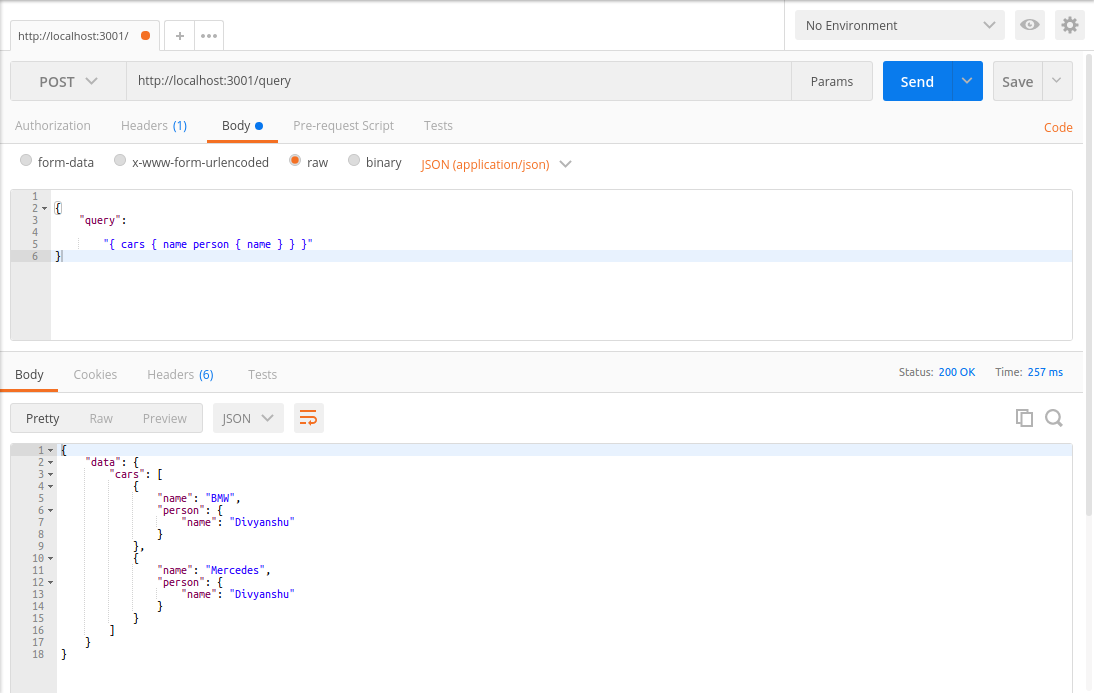 http://localhost:3001/ + ••• No Environment
POST http://localhost:3001/query Params Send Save
Authorization Headers (1) Body Pre-request Script Tests Code
form-data x-www-form-urlencoded raw binary JSON (application/json)
1
2 {
3 "query":
4
5 "{ cars { name person { name } } }"
6 }
Body Cookies Headers (6) Tests Status: 200 OK Time: 257 ms
Pretty Raw Preview JSON
1 {
2 "data": {
3 "cars": [
4 {
5 "name": "BMW",
6 "person": {
7 "name": "Divyanshu"
8 }
9 },
10 {
11 "name": "Mercedes",
12 "person": {
13 "name": "Divyanshu"
14 }
15 }
16 ]
17 }
18 }